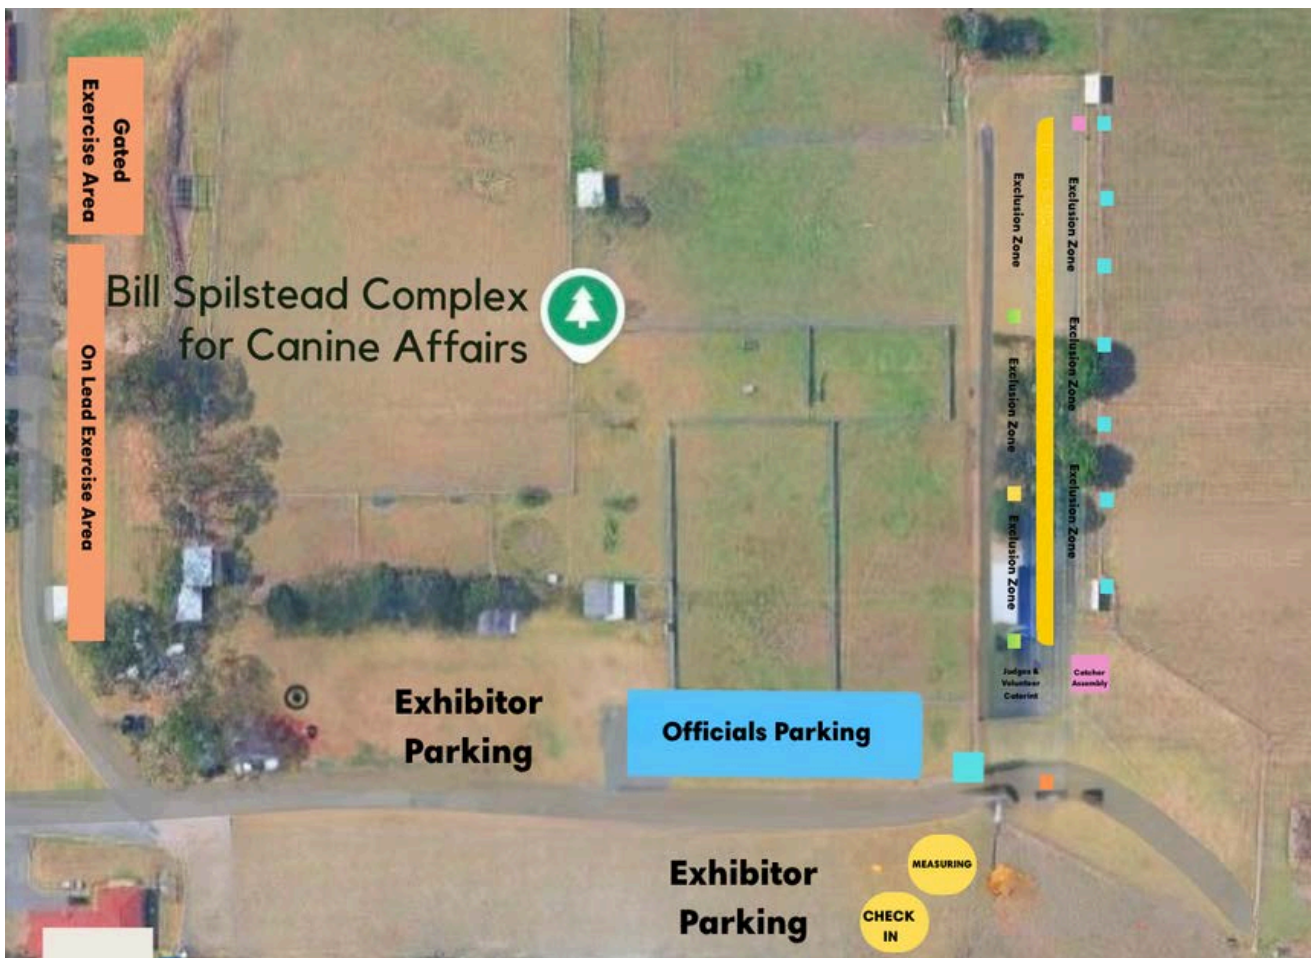 Gated
Exercise Area
On Lead Exercise Area
Bill Spilstead Complex
for Canine Affairs
Exclusion Zone
Exclusion Zone
Exclusion Zone
Exclusion Zone
Exclusion Zone
Exclusion Zone
Judges &
Volunteer
Caterint
Catcher
Assembly
Exhibitor
Parking
Officials Parking
Exhibitor
Parking
MEASURING
CHECK
IN